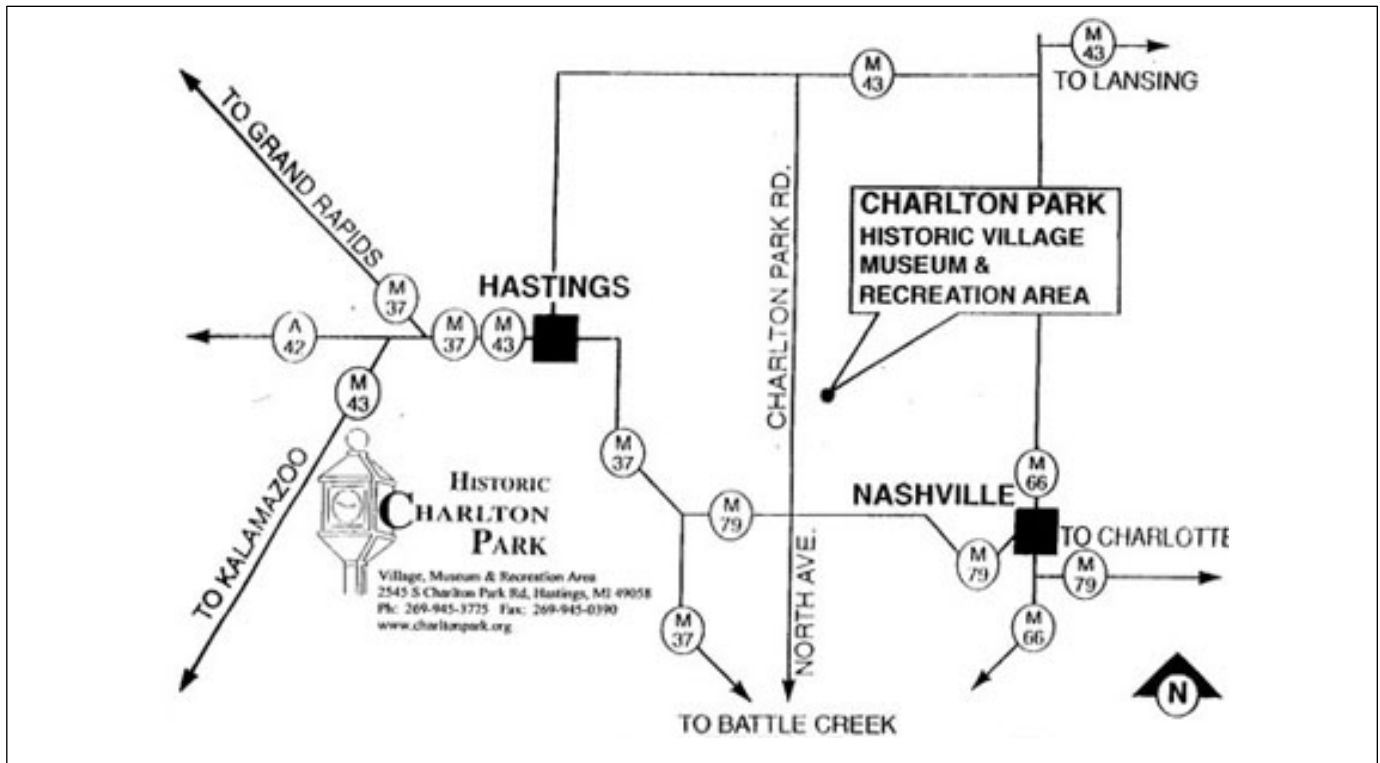 M
43
TO LANSING
M
43
TO GRAND RAPIDS
CHARLTON PARK RD.
CHARLTON PARK
HISTORIC VILLAGE
MUSEUM &
RECREATION AREA
M
37
HASTINGS
A
42
M
37
M
43
M
43
TO KALAMAZOO
M
37
HISTORIC
CHARLTON
PARK
Village, Museum & Recreation Area
2545 S Charlton Park Rd, Hastings, MI 49058
Ph: 269-945-3775 Fax: 269-945-0390
www.charltonpark.org
M
79
NORTH AVE.
NASHVILLE
M
66
TO CHARLOTTE
M
79
M
79
M
37
M
66
N
TO BATTLE CREEK